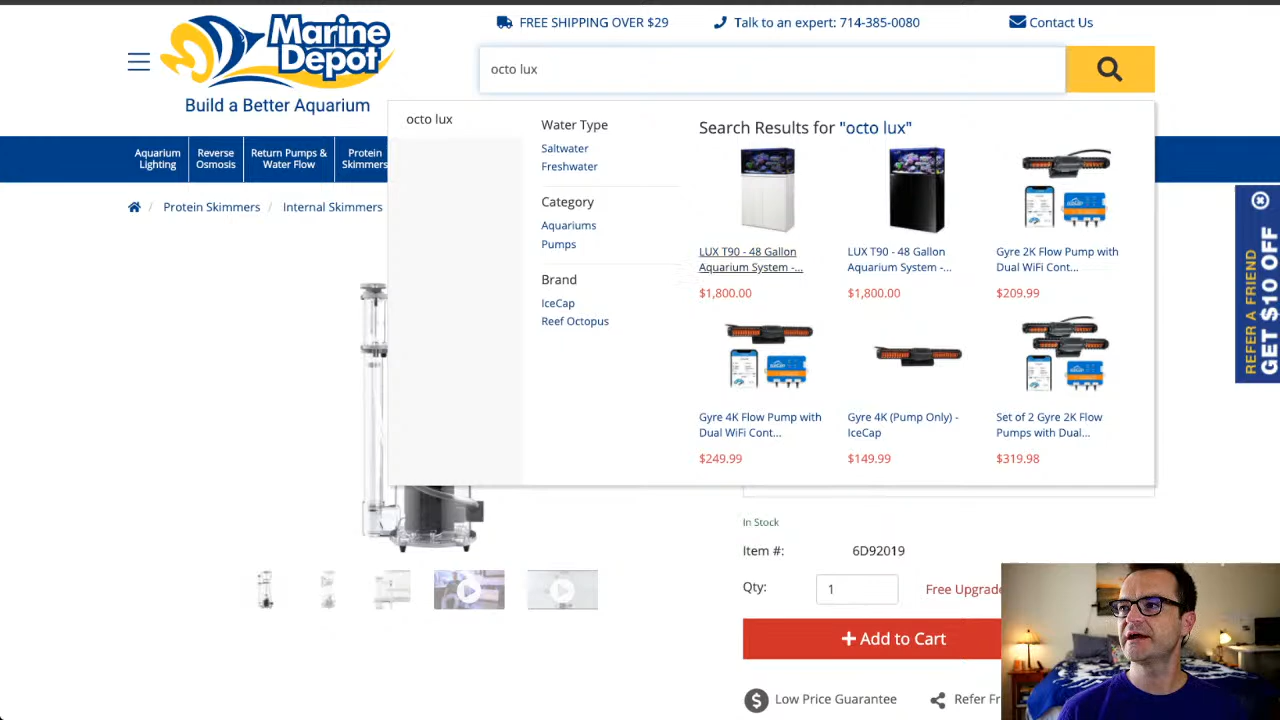 FREE SHIPPING OVER $29
Talk to an expert: 714-385-0080
Contact Us
Marine
Depot
Build a Better Aquarium
octo lux
Aquarium
Lighting
Reverse
Osmosis
Return Pumps &
Water Flow
Protein
Skimmers
Protein Skimmers
/
Internal Skimmers
octo lux
Water Type
Saltwater
Freshwater
Category
Aquariums
Pumps
Brand
IceCap
Reef Octopus
Search Results for "octo lux"
LUX T90 - 48 Gallon
Aquarium System -...
$1,800.00
LUX T90 - 48 Gallon
Aquarium System -...
$1,800.00
Gyre 2K Flow Pump with
Dual WiFi Cont...
$209.99
Gyre 4K Flow Pump with
Dual WiFi Cont...
$249.99
Gyre 4K (Pump Only) -
IceCap
$149.99
Set of 2 Gyre 2K Flow
Pumps with Dual...
$319.98
REFER A FRIEND
GET $10 OFF
In Stock
Item #: 6D92019
Qty: 1
Free Upgrade
+ Add to Cart
Low Price Guarantee
Refer Fr